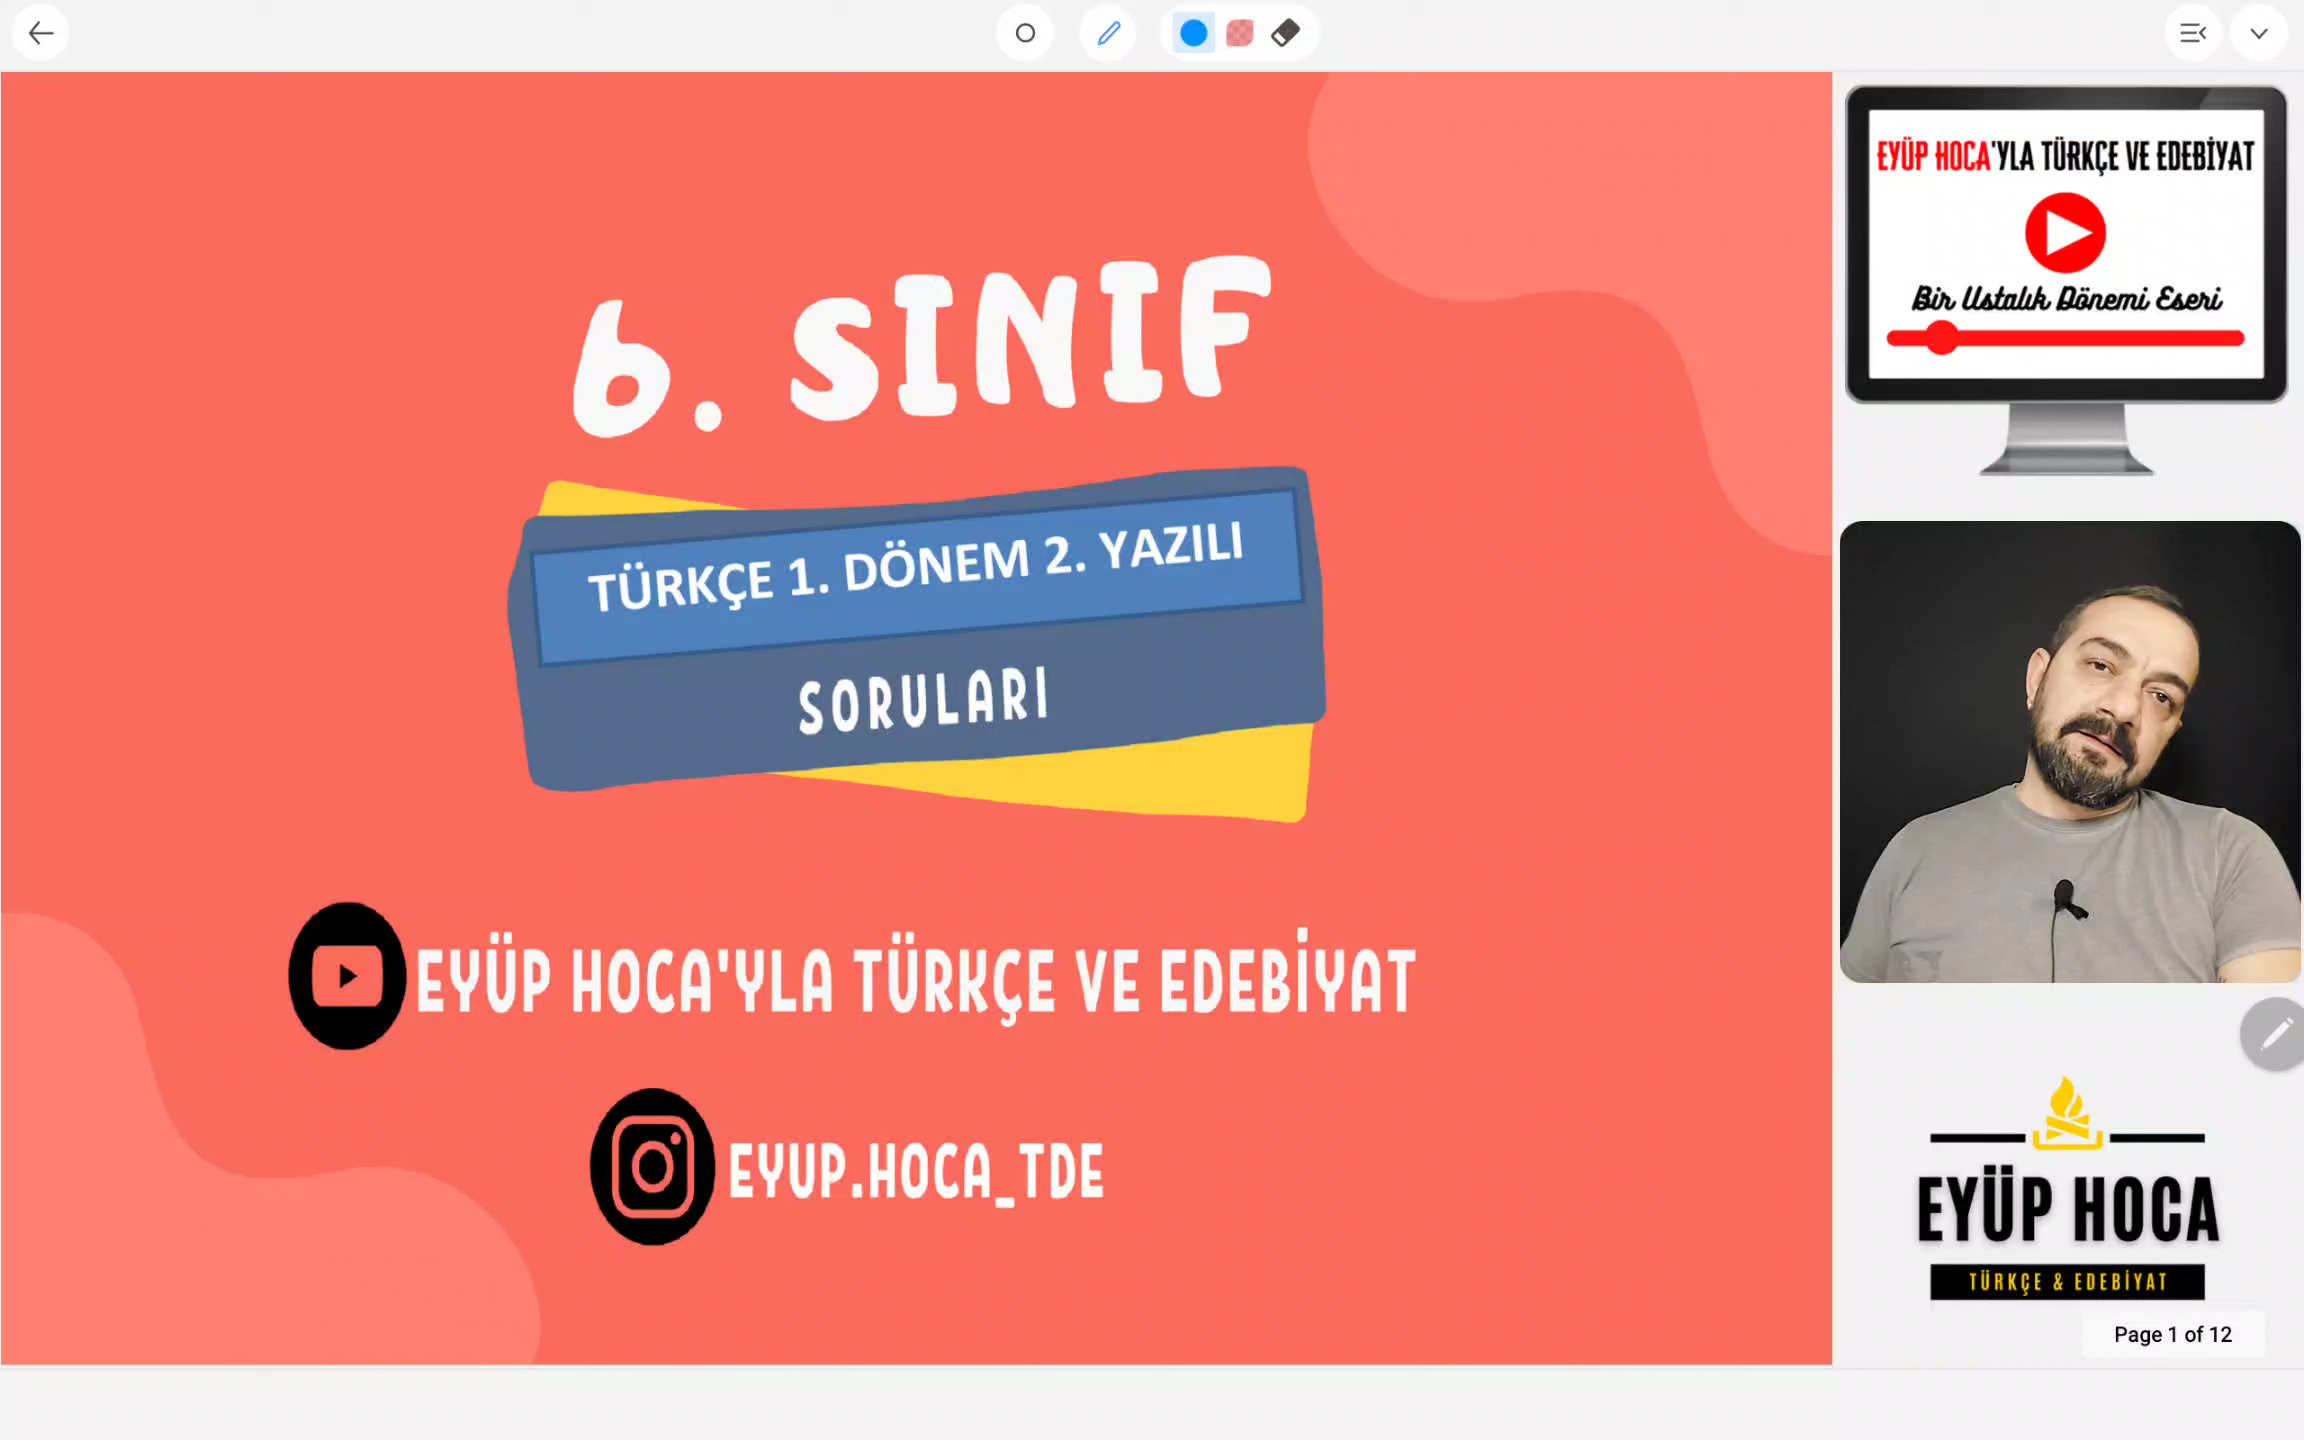 6. SINIF
TÜRKÇE 1. DÖNEM 2. YAZILI
SORULARI
EYÜP HOCA'YLA TÜRKÇE VE EDEBİYAT
EYUP.HOCA_TDE
EYÜP HOCA'YLA TÜRKÇE VE EDEBİYAT
Bir Ustalık Dönemi Eseri
EYÜP HOCA
TÜRKÇE & EDEBİYAT
Page 1 of 12